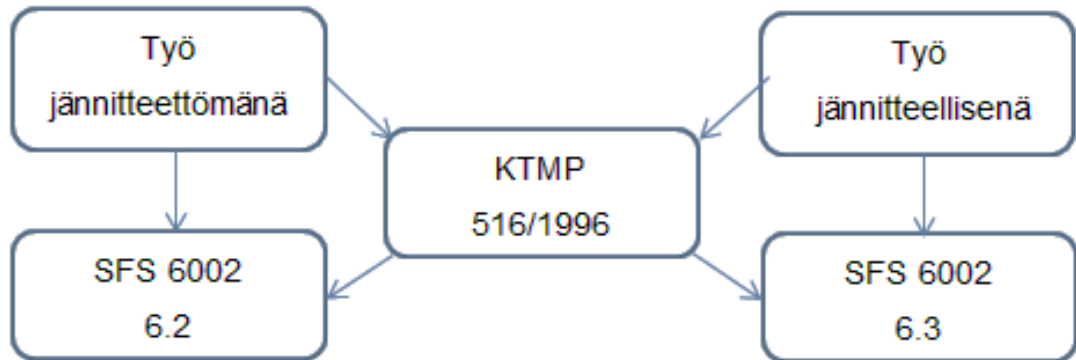 Työ
jännitteettömänä
Työ
jännitteellisenä
KTMP
516/1996
SFS 6002
6.2
SFS 6002
6.3